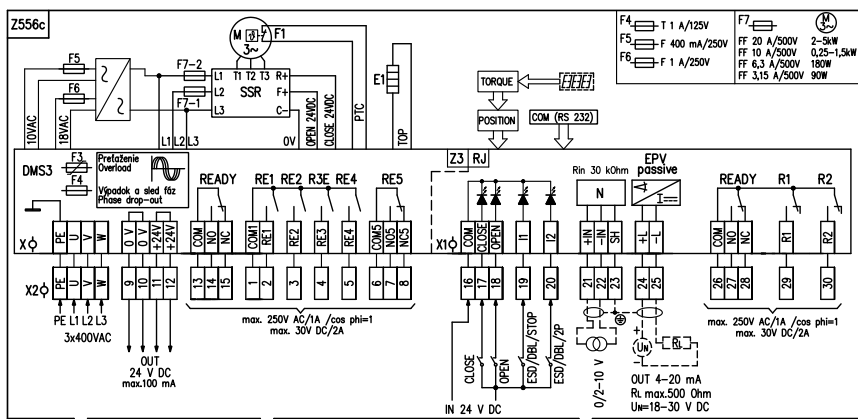 Z556c
F4 T 1 A/125V
F5 F 400 mA/250V
F6 F 1 A/250V
F7 M 3~
FF 20 A/500V 2-5kW
FF 10 A/500V 0,25-1,5kW
FF 6,3 A/500V 180W
FF 3,15 A/500V 90W
M 3~ F1
F5
F6
F7-2
F7-1
L1 T1 T2 T3 R+
L2 SSR F+
L3 C-
E1
10VAC
18VAC
L1 L2 L3
0V
OPEN 24VDC
CLOSE 24VDC
PTC
TOP
TORQUE
POSITION
COM (RS 232)
DMS3
F3
F4
Preťaženie
Overload
Výpadok a sled fáz
Phase drop-out
READY
RE1 RE2 R3E RE4
RE5
Z3 RJ
Rin 30 kOhm
N
EPV
passive
READY R1 R2
X
PE U V W
0 V 0 V +24V +24V
COM NO NC
COM1 RE1 RE2 RE3 RE4
COM5 NO5 NC5
X1
COM CLOSE OPEN I1 I2
+IN -IN SH
+L -L
COM NO NC R1 R2
X2
PE U V W
9 10 11 12
13 14 15
1 2 3 4 5
6 7 8
16 17 18 19 20
21 22 23
24 25
26 27 28 29 30
PE L1 L2 L3
3x400VAC
OUT
24 V DC
max.100 mA
max. 250V AC/1A /cos phi=1
max. 30V DC/2A
CLOSE
OPEN
ESD/DBL/STOP
ESD/DBL/2P
IN 24 V DC
0/2-10 V
+ UN -
RL
OUT 4-20 mA
RL max.500 Ohm
UN=18-30 V DC
max. 250V AC/1A /cos phi=1
max. 30V DC/2A